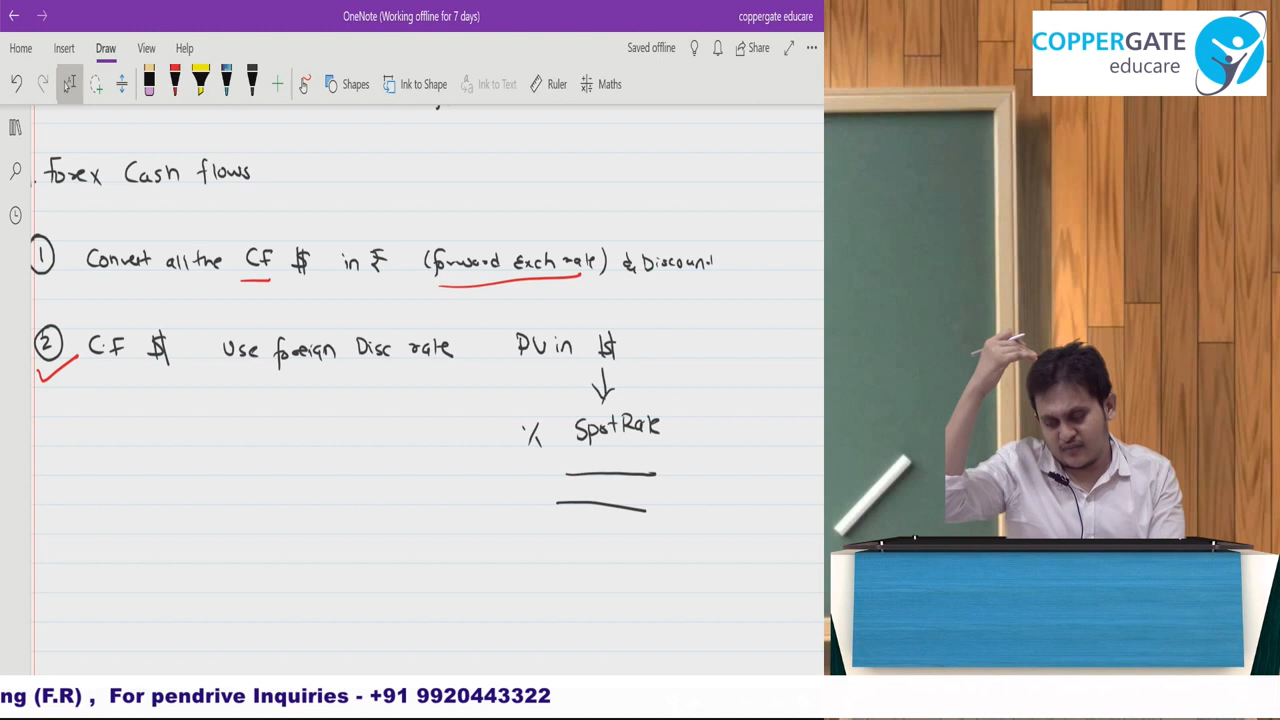 OneNote (Working offline for 7 days)
coppergate educare
Home Insert Draw View Help
Saved offline Share
Shapes Ink to Shape Ink to Text Ruler Maths
COPPERGATE
educare
Forex Cash flows
1 Convert all the CF $ in ₹ (forward Exch rate) & Discount
2 C.F $ Use foreign Disc rate PV in $
Spot Rate
ng (F.R) , For pendrive Inquiries - +91 9920443322